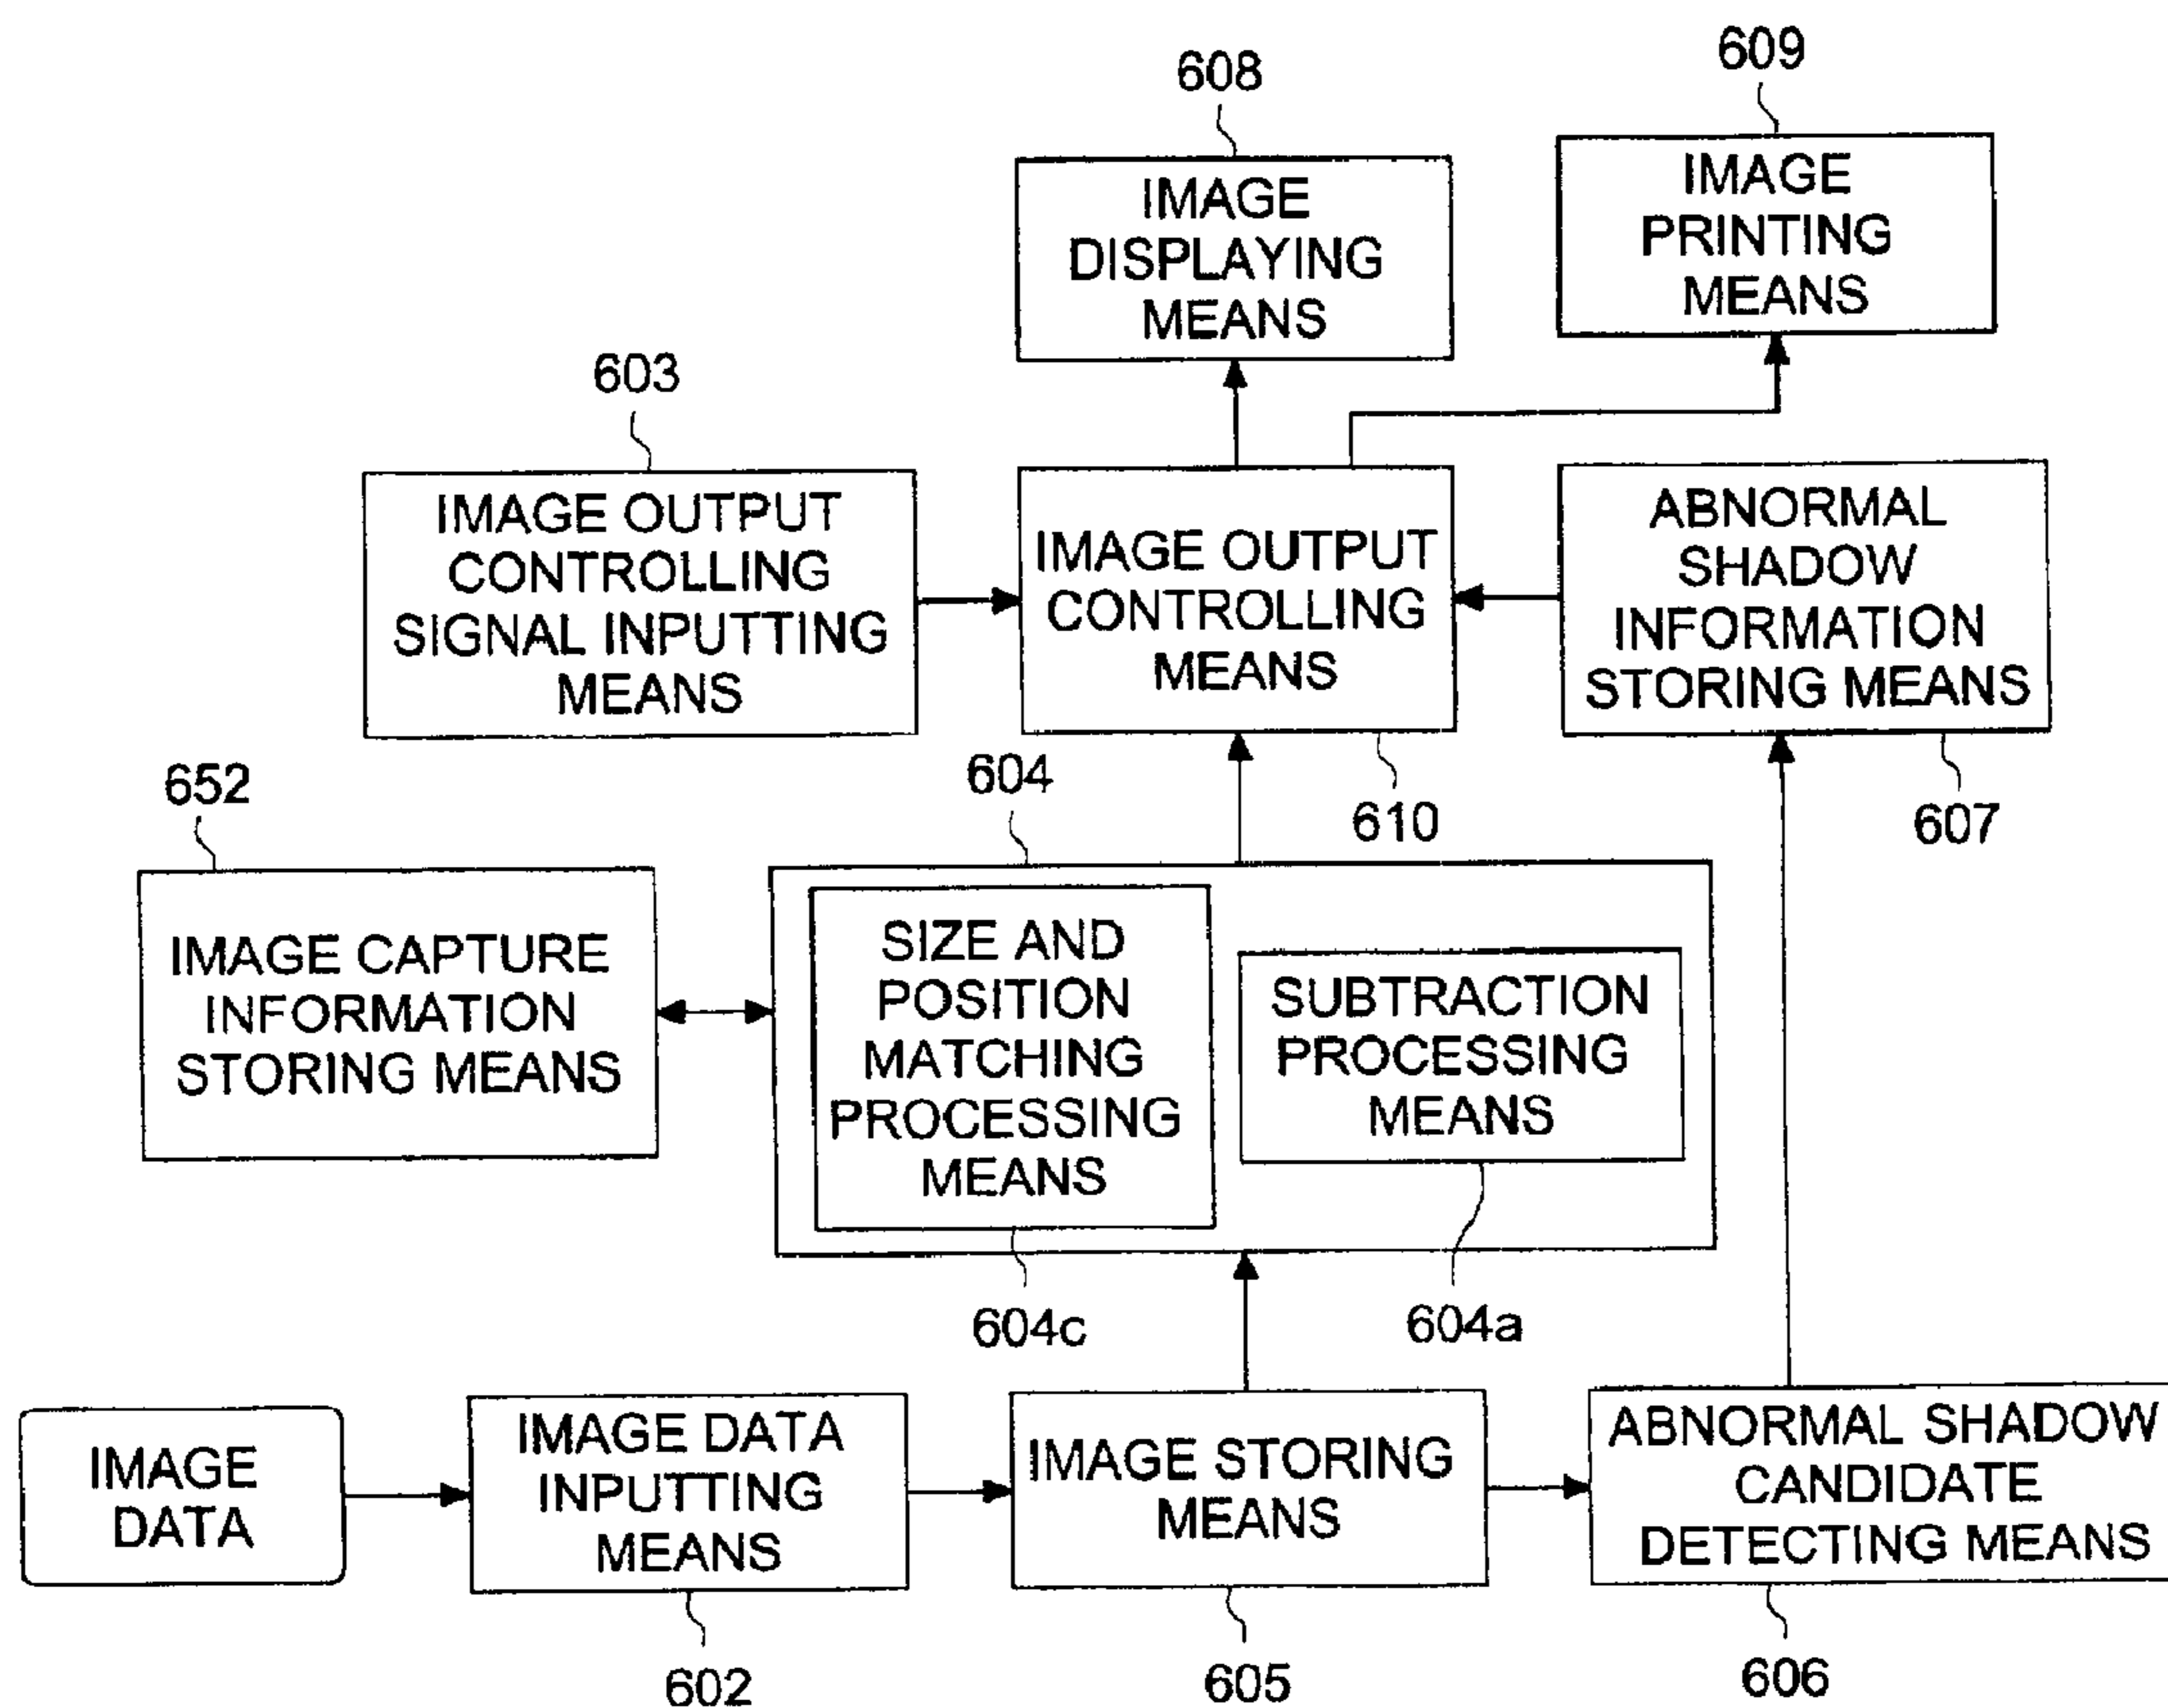 609
608
IMAGE
DISPLAYING
MEANS
IMAGE
PRINTING
MEANS
603
IMAGE OUTPUT
CONTROLLING
SIGNAL INPUTTING
MEANS
IMAGE OUTPUT
CONTROLLING
MEANS
ABNORMAL
SHADOW
INFORMATION
STORING MEANS
652
604
610
607
IMAGE CAPTURE
INFORMATION
STORING MEANS
SIZE AND
POSITION
MATCHING
PROCESSING
MEANS
SUBTRACTION
PROCESSING
MEANS
604c
604a
IMAGE
DATA
IMAGE DATA
INPUTTING
MEANS
IMAGE STORING
MEANS
ABNORMAL SHADOW
CANDIDATE
DETECTING MEANS
602
605
606